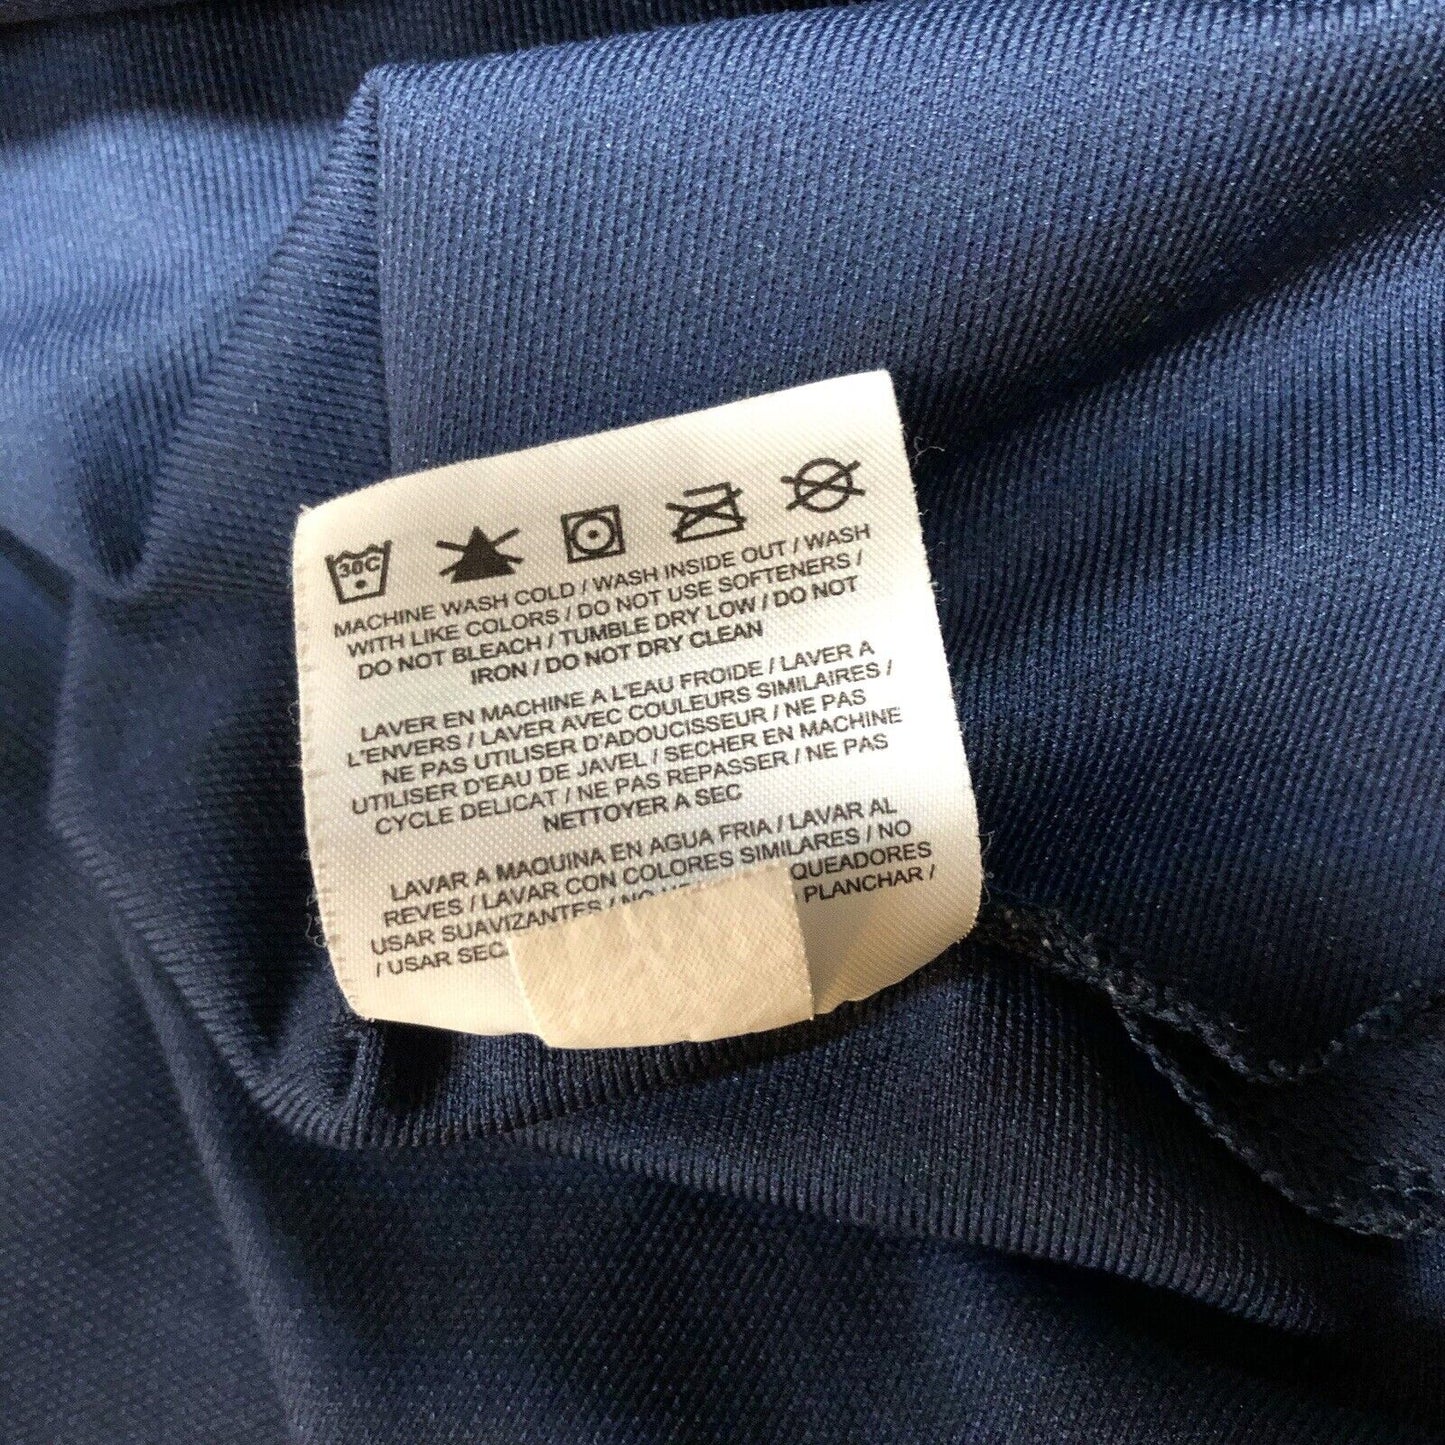 30C
MACHINE WASH COLD / WASH INSIDE OUT / WASH
WITH LIKE COLORS / DO NOT USE SOFTENERS /
DO NOT BLEACH / TUMBLE DRY LOW / DO NOT
IRON / DO NOT DRY CLEAN
LAVER EN MACHINE A L'EAU FROIDE / LAVER A
L'ENVERS / LAVER AVEC COULEURS SIMILAIRES /
NE PAS UTILISER D'ADOUCISSEUR / NE PAS
UTILISER D'EAU DE JAVEL / SECHER EN MACHINE
CYCLE DELICAT / NE PAS REPASSER / NE PAS
NETTOYER A SEC
LAVAR A MAQUINA EN AGUA FRIA / LAVAR AL
REVES / LAVAR CON COLORES SIMILARES / NO
USAR SUAVIZANTES / NO QUEADORES
/ USAR SEC PLANCHAR /